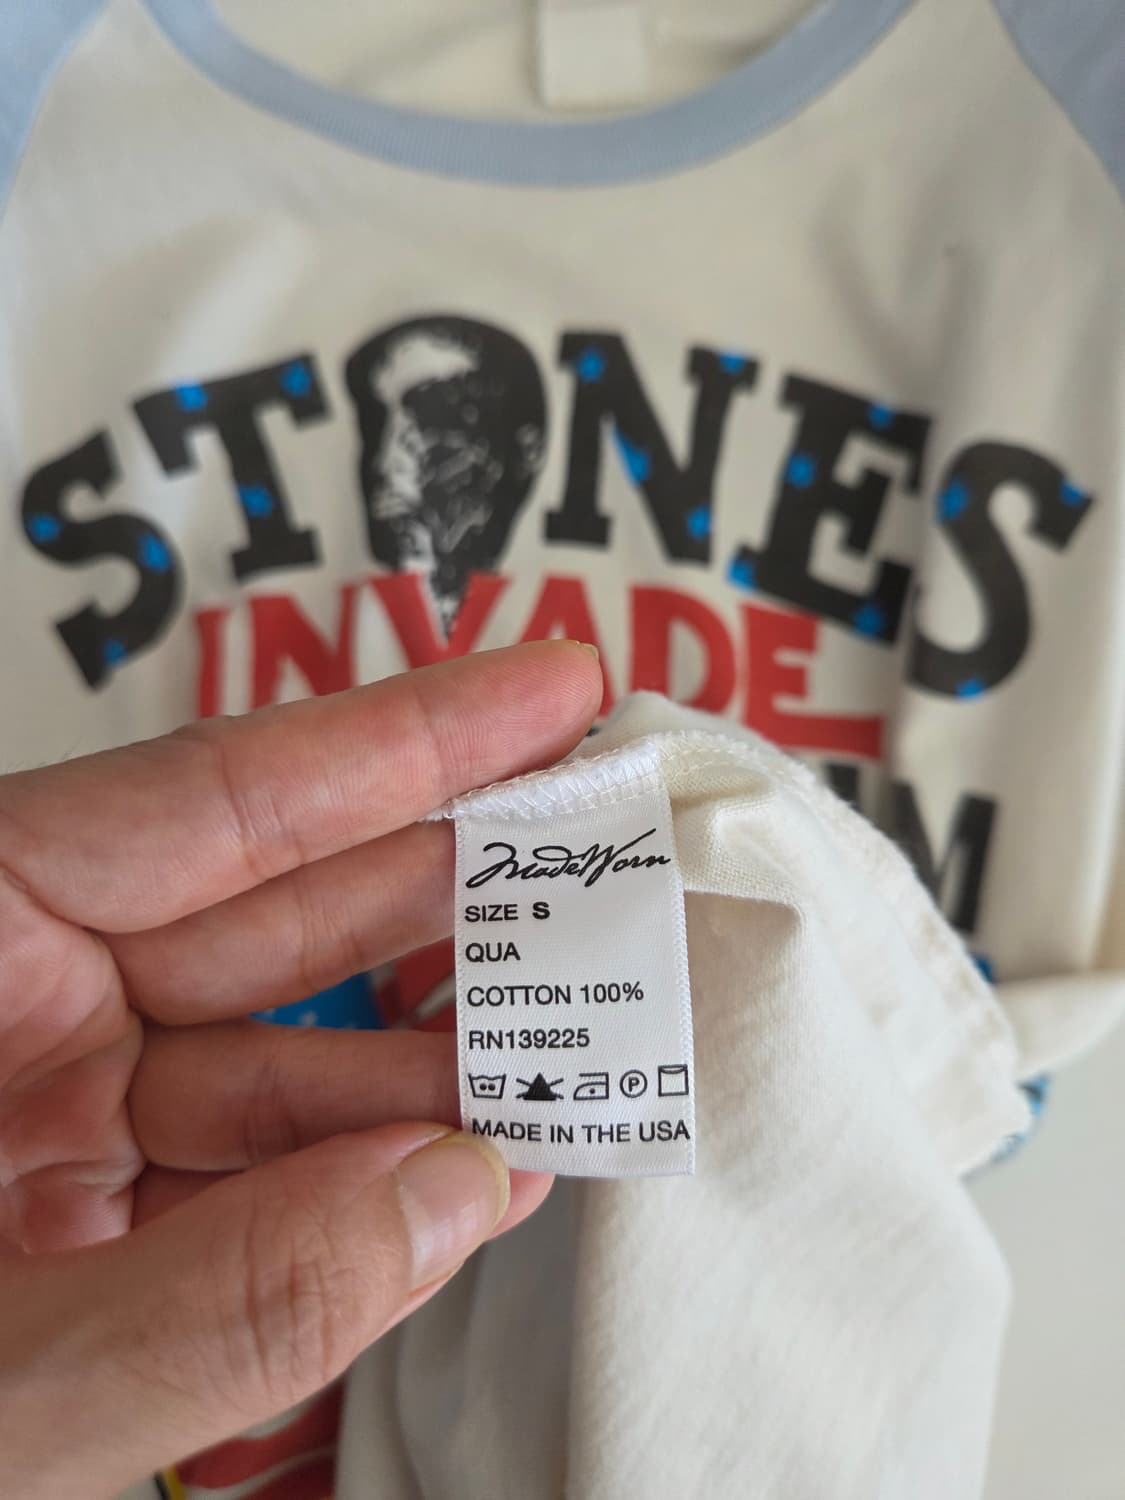 STONES
INVADE
MadeWorn
SIZE S
QUA
COTTON 100%
RN139225
P
MADE IN THE USA